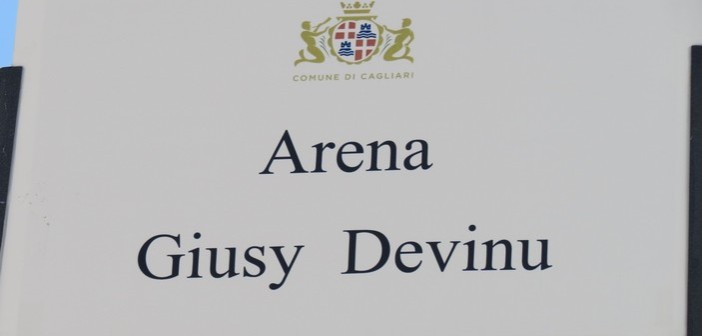 COMUNE DI CAGLIARI
Arena
Giusy Devinu